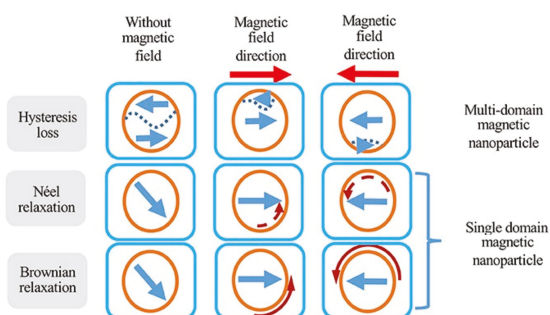 Without
magnetic
field
Magnetic
field
direction
Magnetic
field
direction
Hysteresis
loss
Multi-domain
magnetic
nanoparticle
Néel
relaxation
Single domain
magnetic
nanoparticle
Brownian
relaxation